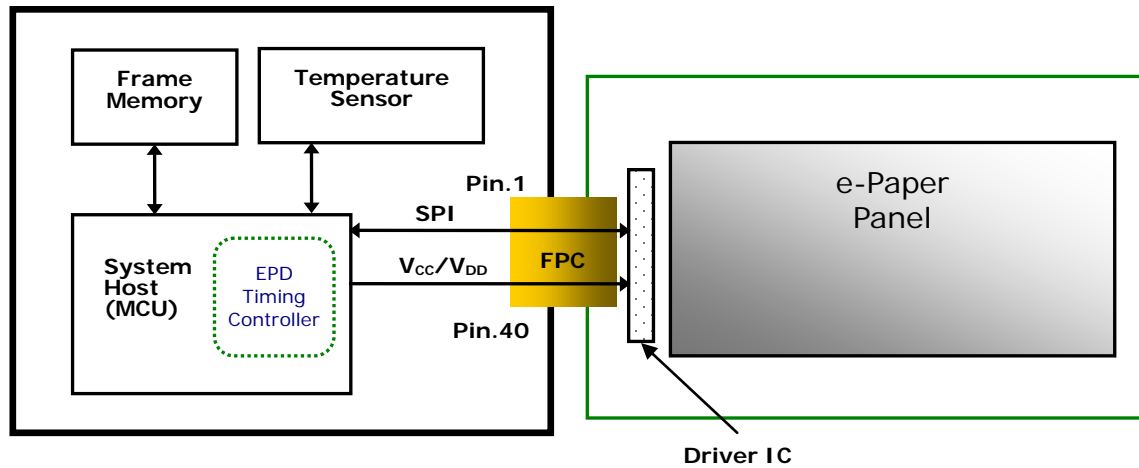 Frame
Memory
Temperature
Sensor
Pin.1
SPI
System
Host
(MCU)
EPD
Timing
Controller
VCC/VDD
FPC
Pin.40
e-Paper
Panel
Driver IC